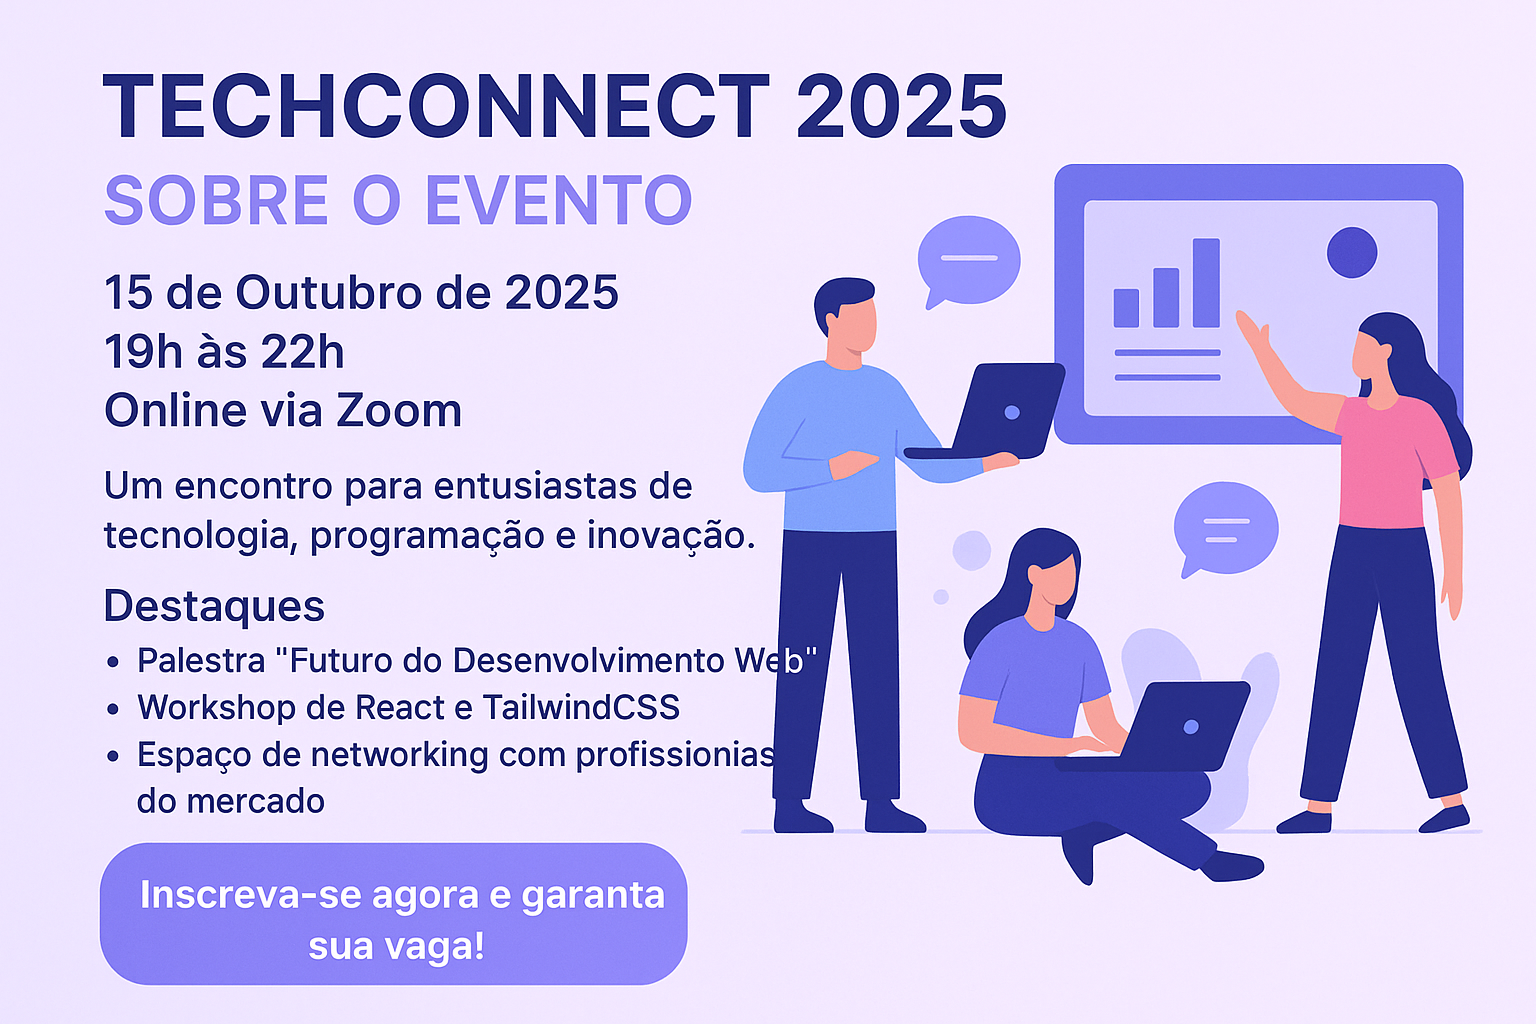 TECHCONNECT 2025
SOBRE O EVENTO
15 de Outubro de 2025
19h às 22h
Online via Zoom
Um encontro para entusiastas de
tecnologia, programação e inovação.
Destaques
• Palestra "Futuro do Desenvolvimento Web"
• Workshop de React e TailwindCSS
• Espaço de networking com profissionias
do mercado
Inscreva-se agora e garanta
sua vaga!